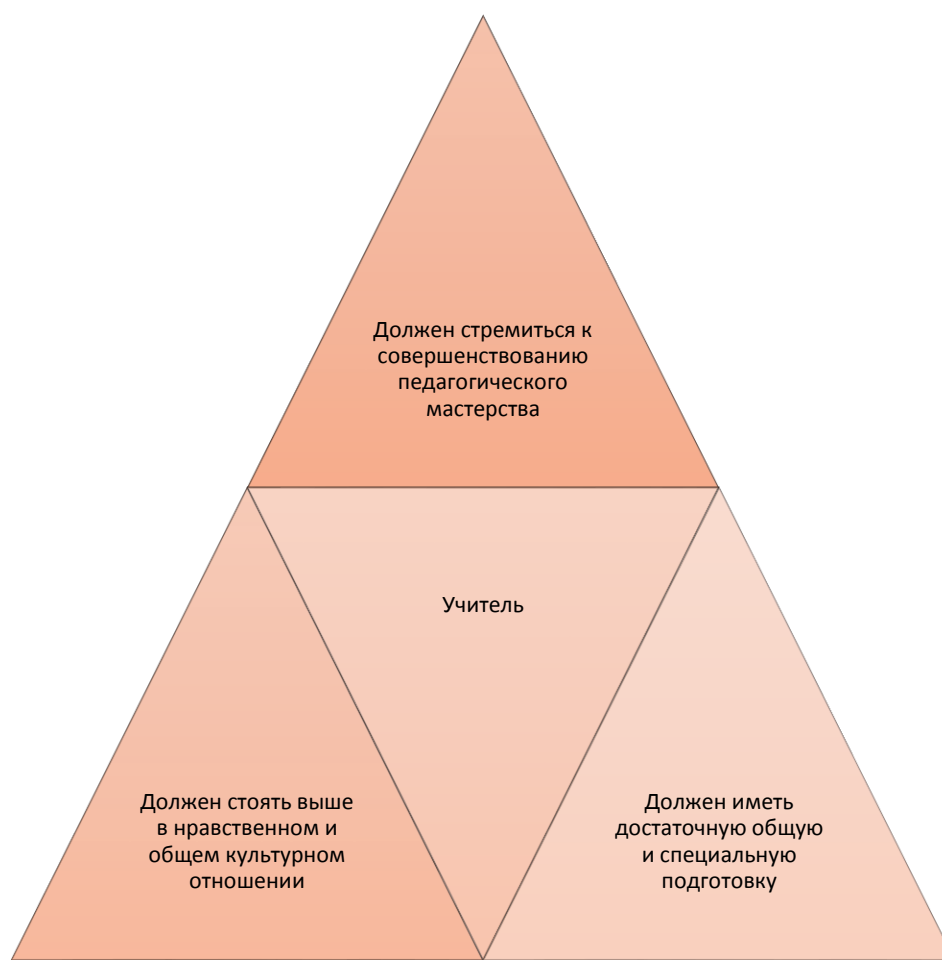 Должен стремиться к
совершенствованию
педагогического
мастерства
Учитель
Должен стоять выше
в нравственном и
общем культурном
отношении
Должен иметь
достаточную общую
и специальную
подготовку